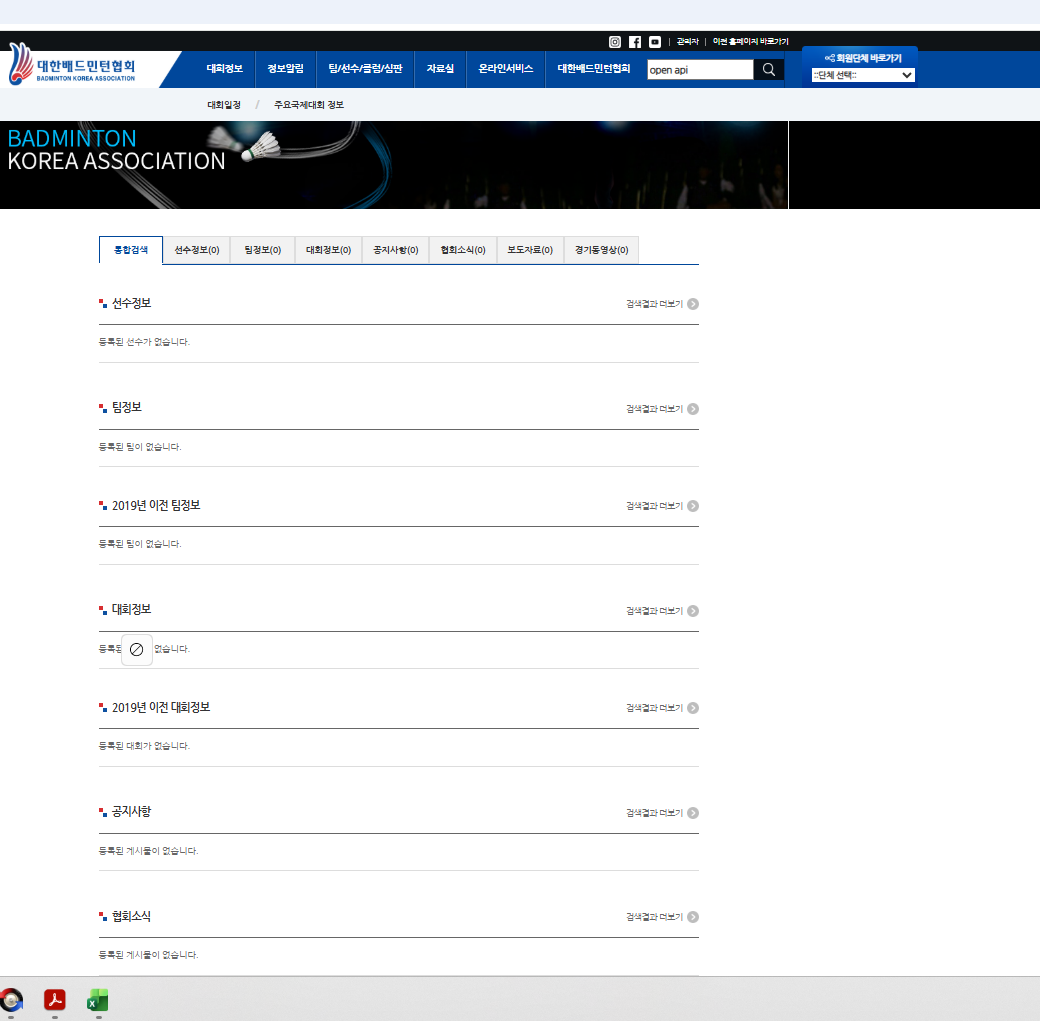 관리자 | 이전 홈페이지 바로가기
대한배드민턴협회
BADMINTON KOREA ASSOCIATION
대회정보 정보알림 팀/선수/클럽/심판 자료실 온라인서비스 대한배드민턴협회 open api
회원단체 바로가기
::단체 선택::
대회일정 / 주요국제대회 정보
BADMINTON
KOREA ASSOCIATION
통합검색 선수정보(0) 팀정보(0) 대회정보(0) 공지사항(0) 협회소식(0) 보도자료(0) 경기동영상(0)
선수정보 검색결과 더보기
등록된 선수가 없습니다.
팀정보 검색결과 더보기
등록된 팀이 없습니다.
2019년 이전 팀정보 검색결과 더보기
등록된 팀이 없습니다.
대회정보 검색결과 더보기
등록된 없습니다.
2019년 이전 대회정보 검색결과 더보기
등록된 대회가 없습니다.
공지사항 검색결과 더보기
등록된 게시물이 없습니다.
협회소식 검색결과 더보기
등록된 게시물이 없습니다.